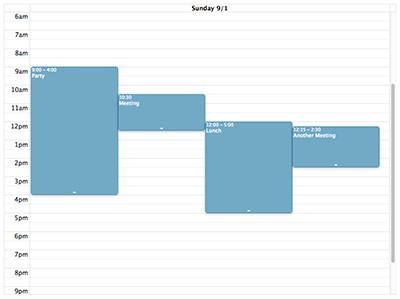 Sunday 9/1
6am
7am
8am
9am
10am
11am
12pm
1pm
2pm
3pm
4pm
5pm
6pm
7pm
8pm
9pm
9:00 - 4:00
Party
10:30
Meeting
12:00 - 5:00
Lunch
12:15 - 2:30
Another Meeting